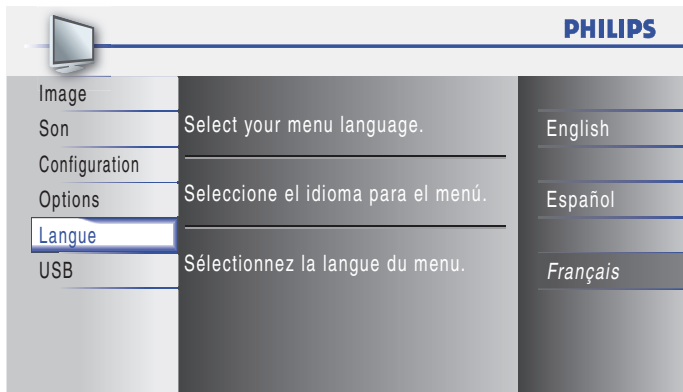 PHILIPS
Image
Son
Configuration
Options
Langue
USB
Select your menu language.
Seleccione el idioma para el menú.
Sélectionnez la langue du menu.
English
Español
Français